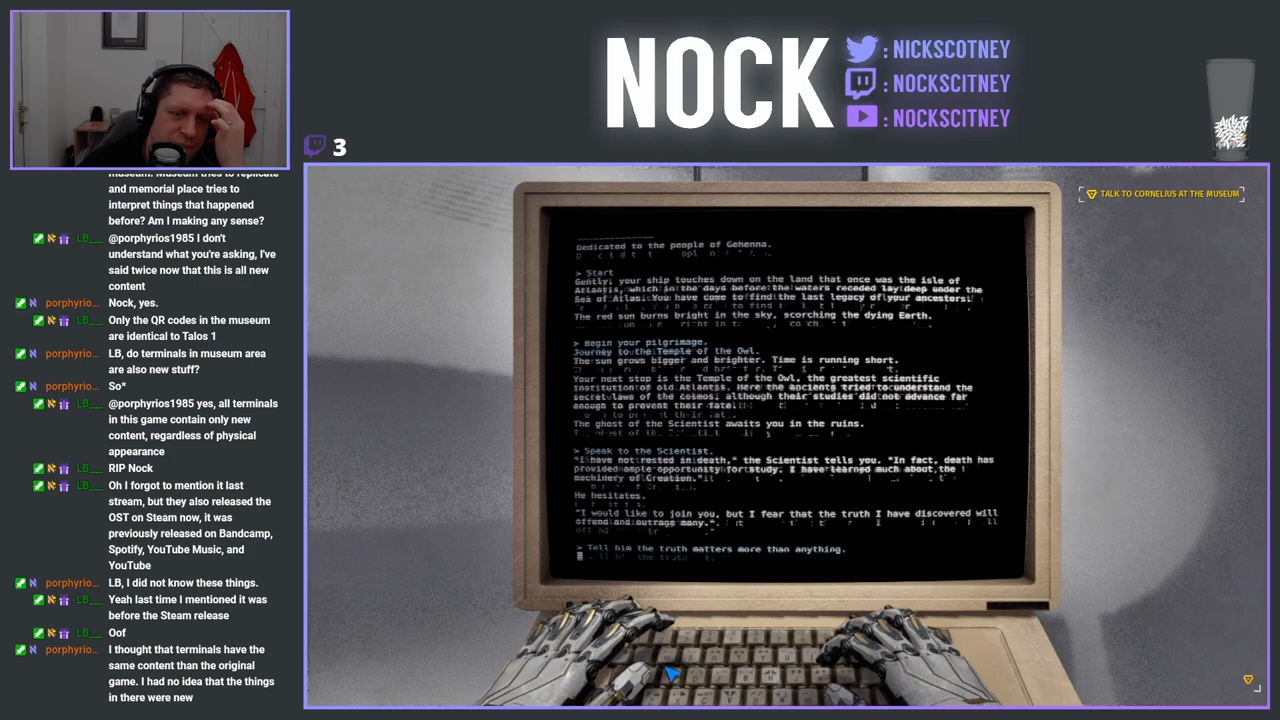 NOCK
: NICKSCOTNEY
: NOCKSCITNEY
: NOCKSCITNEY
3
museum. Museum tries to replicate
and memorial place tries to
interpret things that happened
before? Am I making any sense?
LB__ @porphyrios1985 I don't
understand what you're asking, I've
said twice now that this is all new
content
porphyrio... Nock, yes.
LB__ Only the QR codes in the museum
are identical to Talos 1
porphyrio... LB, do terminals in museum area
are also new stuff?
porphyrio... So*
LB__ @porphyrios1985 yes, all terminals
in this game contain only new
content, regardless of physical
appearance
LB__ RIP Nock
LB__ Oh I forgot to mention it last
stream, but they also released the
OST on Steam now, it was
previously released on Bandcamp,
Spotify, YouTube Music, and
YouTube
porphyrio... LB, I did not know these things.
LB__ Yeah last time I mentioned it was
before the Steam release
LB__ Oof
porphyrio... I thought that terminals have the
same content than the original
game. I had no idea that the things
in there were new
TALK TO CORNELIUS AT THE MUSEUM
Dedicated to the people of Gehenna.
> Start
Gently, your ship touches down on the land that once was the isle of
Atlantis, which in the days before the waters receded lay deep under the
Sea of Atlas. You have come to find the last legacy of your ancestors.
The red sun burns bright in the sky, scorching the dying Earth.
> Begin your pilgrimage.
Journey to the Temple of the Owl.
The sun grows bigger and brighter. Time is running short.
Your next stop is the Temple of the Owl, the greatest scientific
institution of old Atlantis. Here the ancients tried to understand the
secret laws of the cosmos, although their studies did not advance far
enough to prevent their fate.
The ghost of the Scientist awaits you in the ruins.
> Speak to the Scientist.
"I have not rested in death," the Scientist tells you. "In fact, death has
provided ample opportunity for study. I have learned much about the
machinery of Creation."
He hesitates.
"I would like to join you, but I fear that the truth I have discovered will
offend and outrage many."
> Tell him the truth matters more than anything.